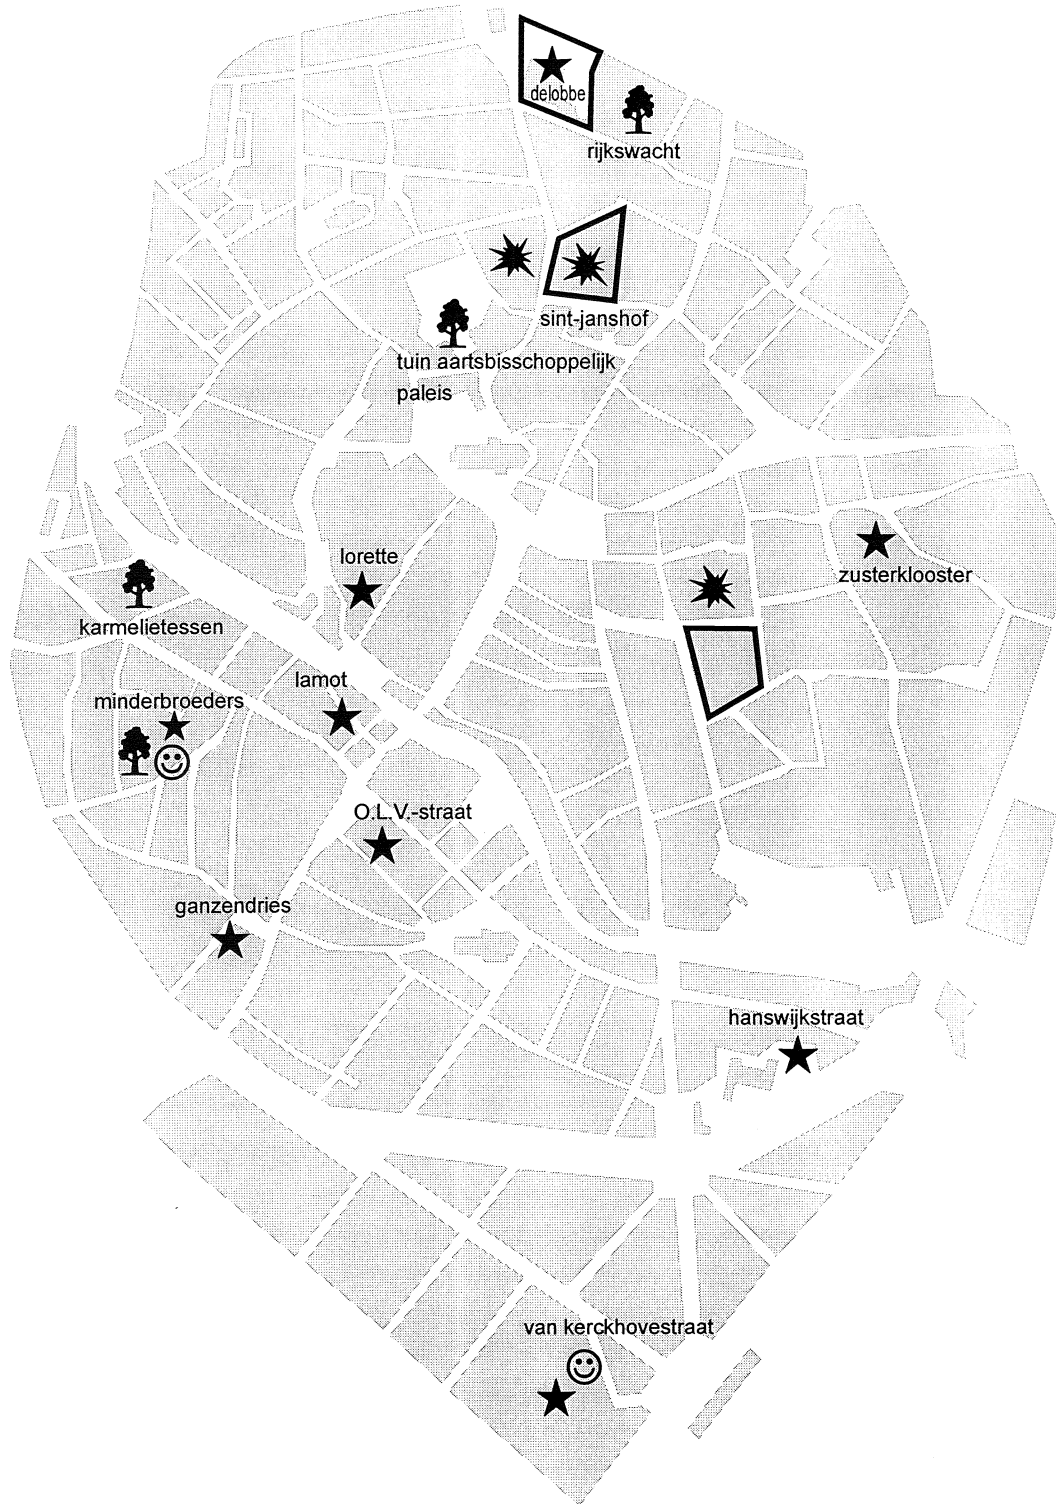 delobbe
rijkswacht
sint-janshof
tuin aartsbisschoppelijk
paleis
lorette
zusterklooster
karmelietessen
lamot
minderbroeders
O.L.V.-straat
ganzendries
hanswijkstraat
van kerckhovestraat